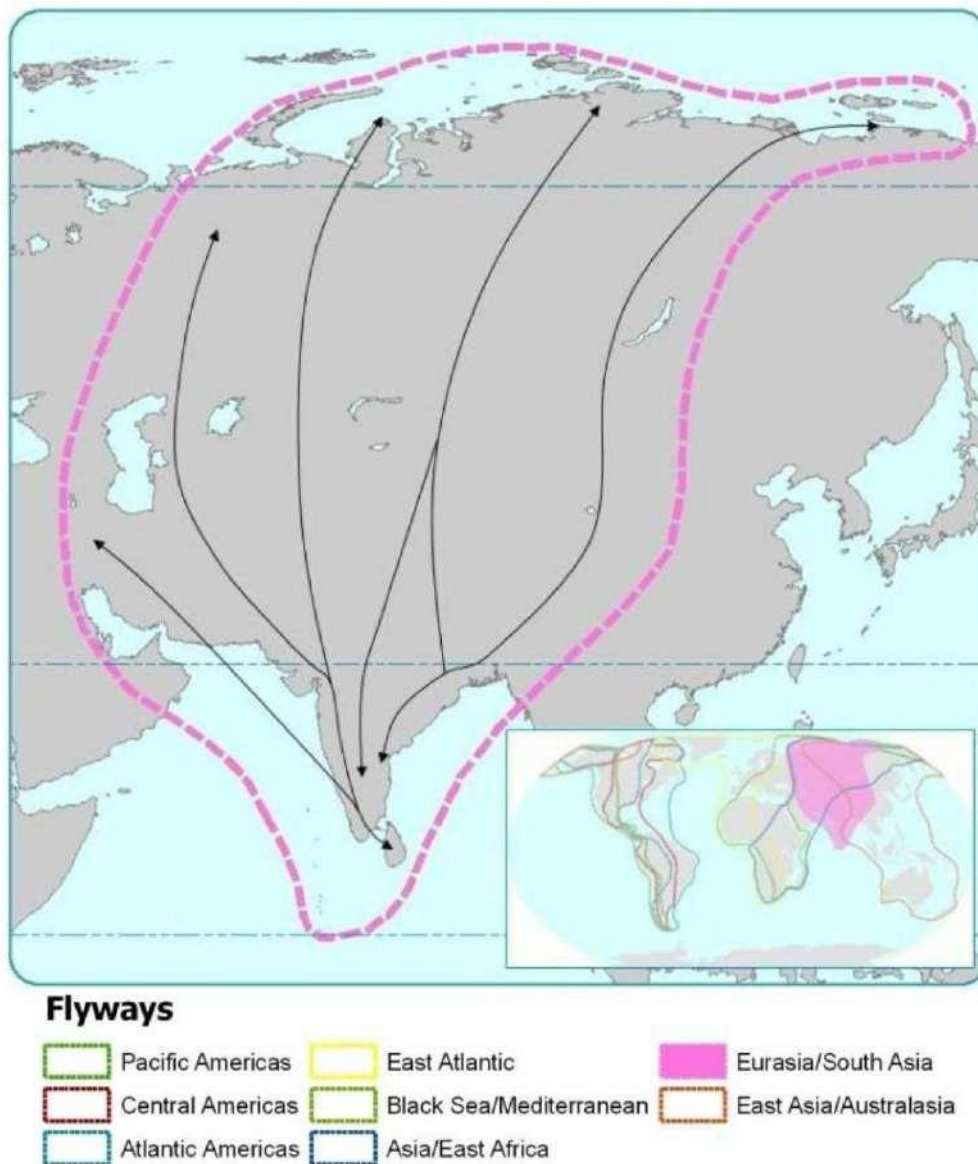 Flyways
Pacific Americas East Atlantic Eurasia/South Asia
Central Americas Black Sea/Mediterranean East Asia/Australasia
Atlantic Americas Asia/East Africa